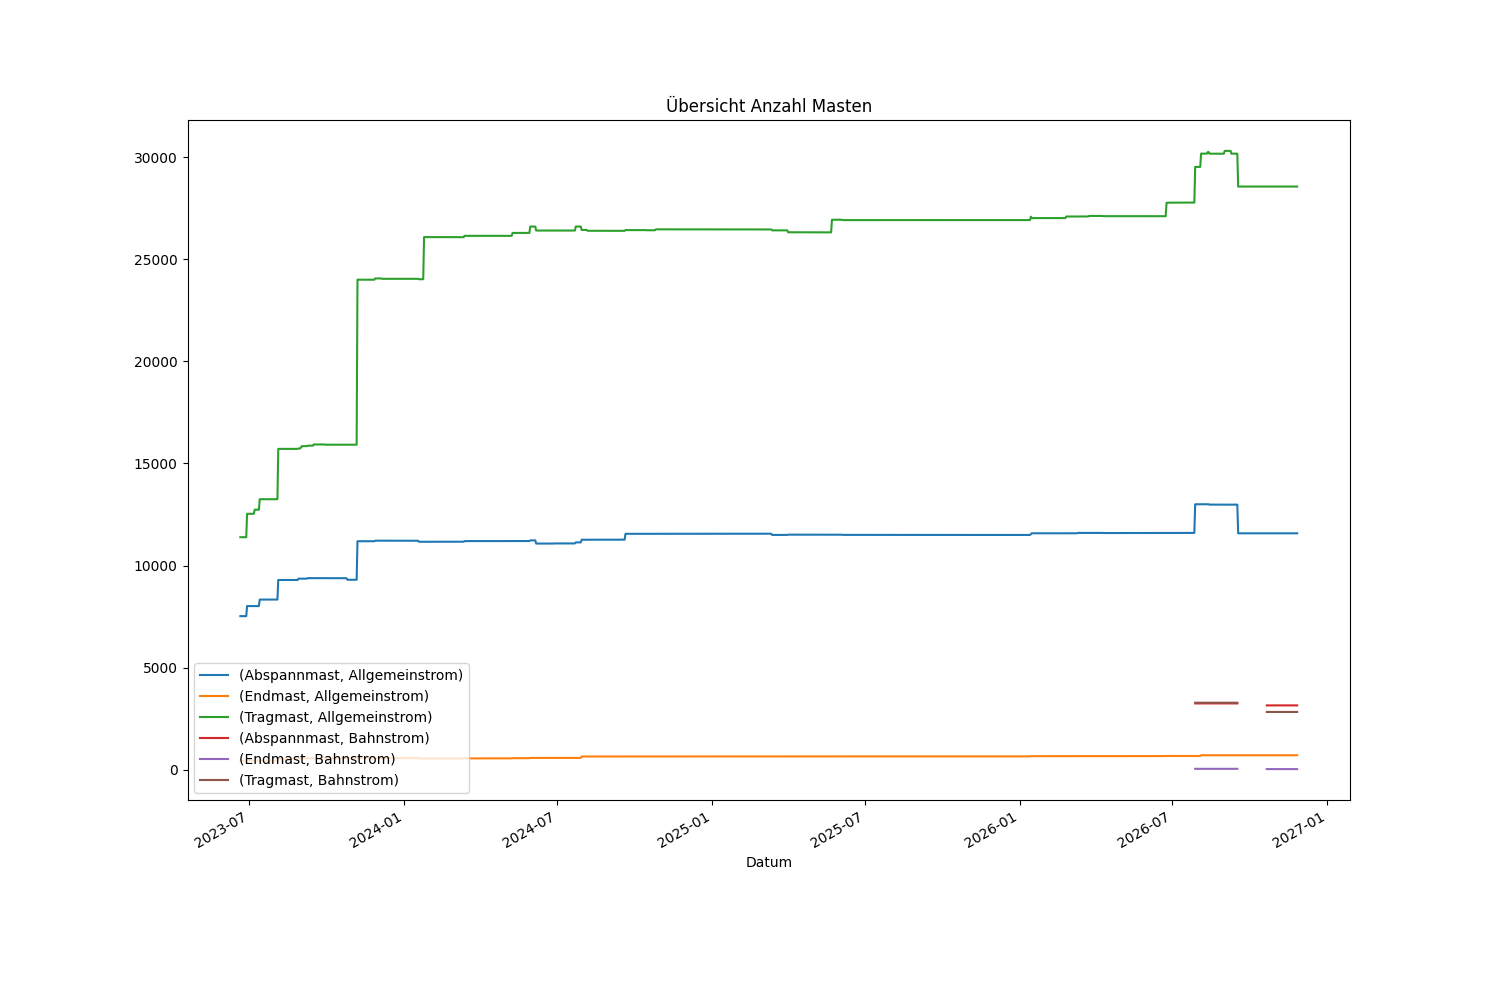 Übersicht Anzahl Masten
30000
25000
20000
15000
10000
5000
0
(Abspannmast, Allgemeinstrom)
(Endmast, Allgemeinstrom)
(Tragmast, Allgemeinstrom)
(Abspannmast, Bahnstrom)
(Endmast, Bahnstrom)
(Tragmast, Bahnstrom)
2023-07
2024-01
2024-07
2025-01
2025-07
2026-01
2026-07
2027-01
Datum